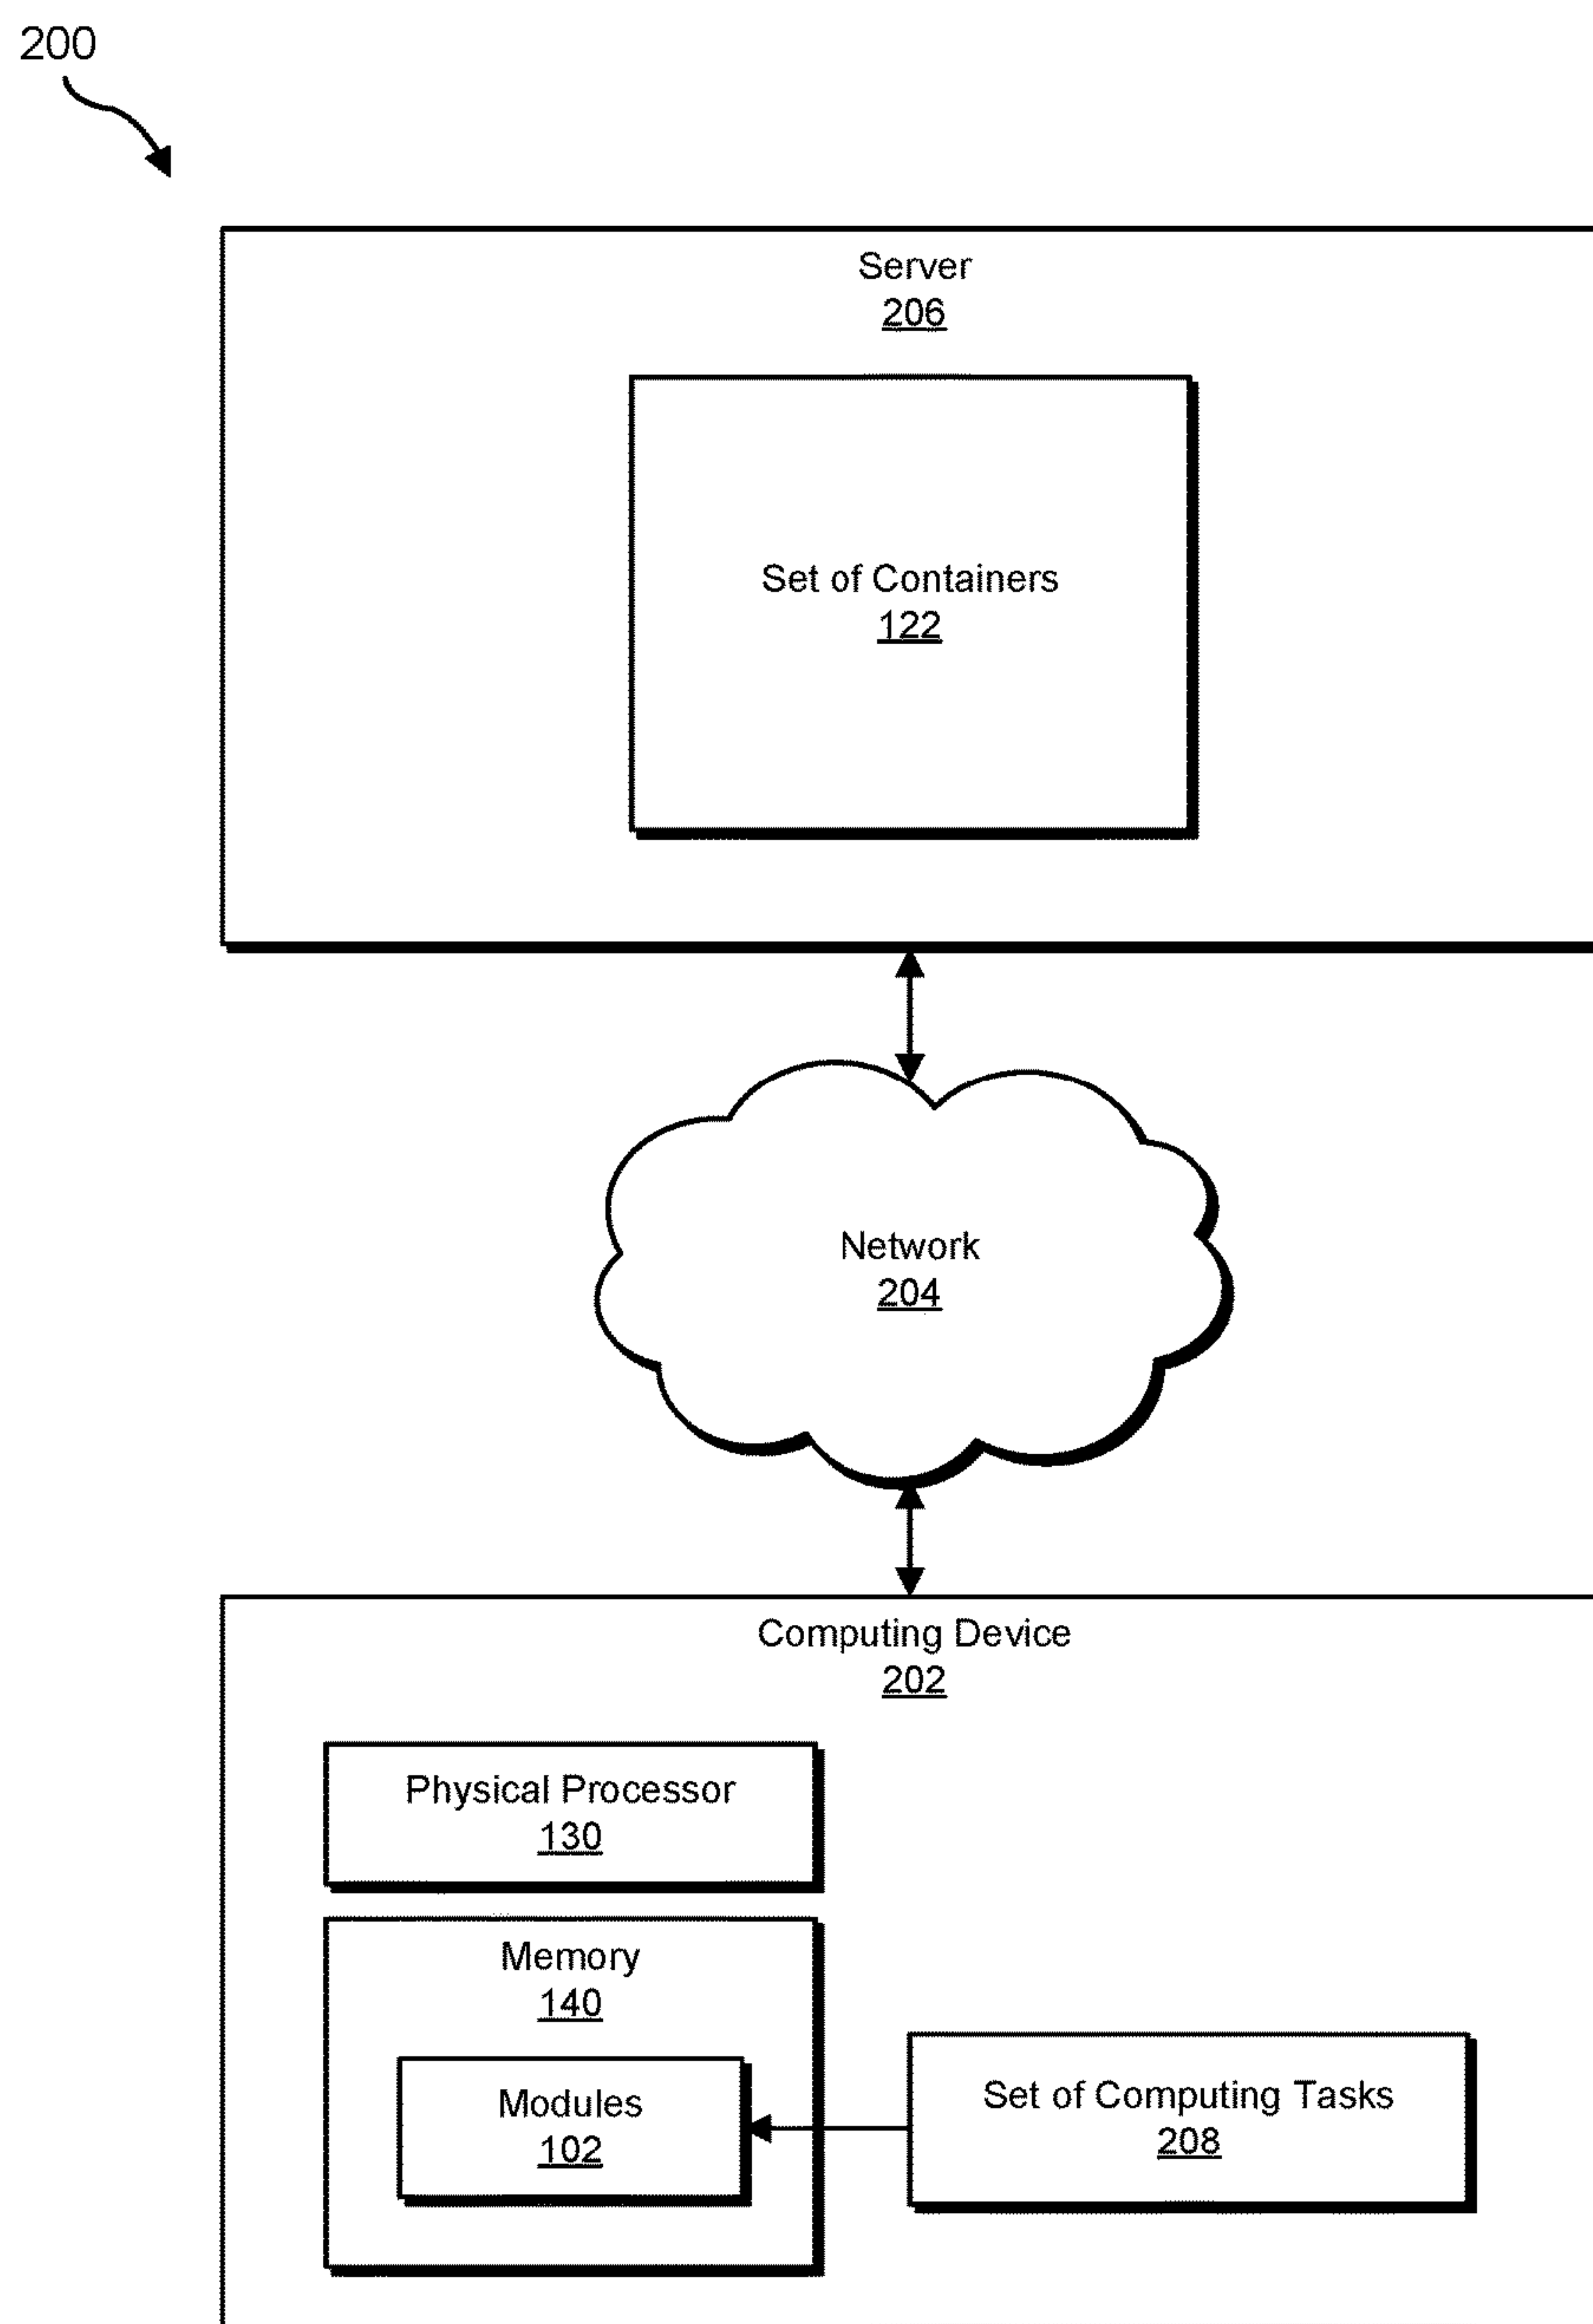 200
Server
206
Set of Containers
122
Network
204
Computing Device
202
Physical Processor
130
Memory
140
Modules
102
Set of Computing Tasks
208